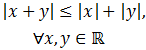 |x + y| ≤ |x| + |y|,
∀x, y ∈ ℝ